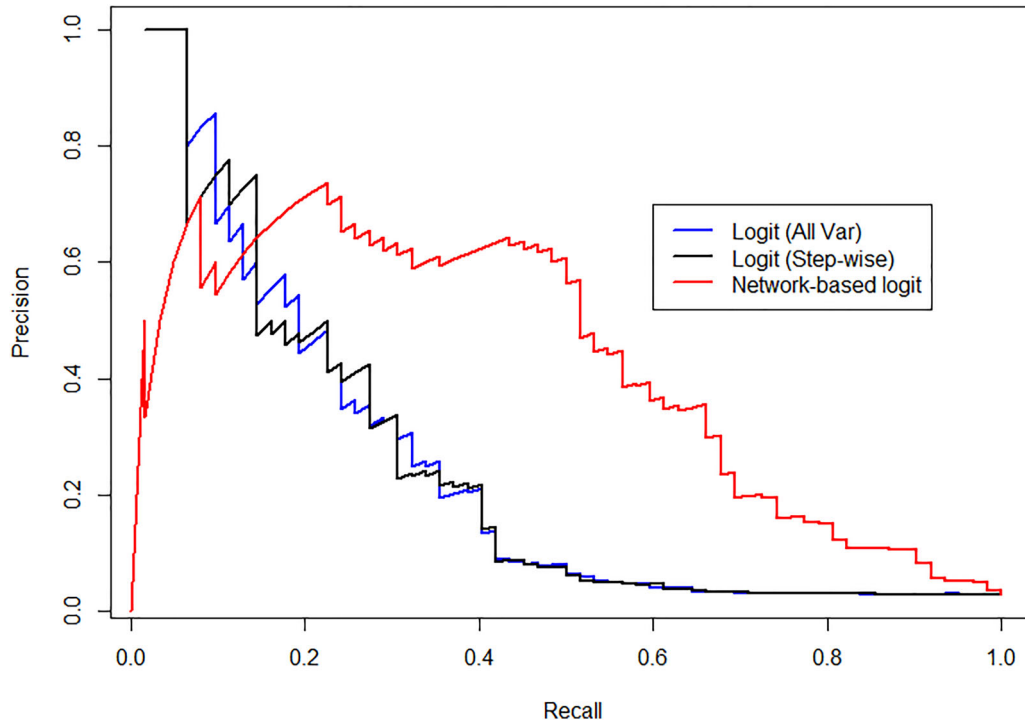 1.0
0.8
0.6
0.4
0.2
0.0
Precision
Logit (All Var)
Logit (Step-wise)
Network-based logit
0.0 0.2 0.4 0.6 0.8 1.0
Recall